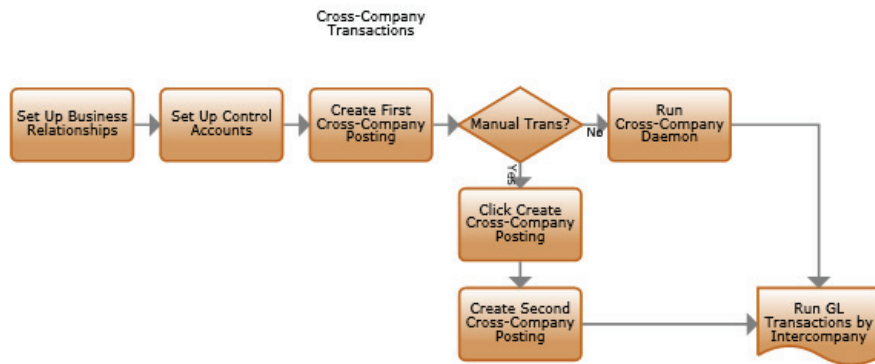 Cross-Company
Transactions
Set Up Business
Relationships
Set Up Control
Accounts
Create First
Cross-Company
Posting
Manual Trans?
No
Run
Cross-Company
Daemon
Yes
Click Create
Cross-Company
Posting
Create Second
Cross-Company
Posting
Run GL
Transactions by
Intercompany